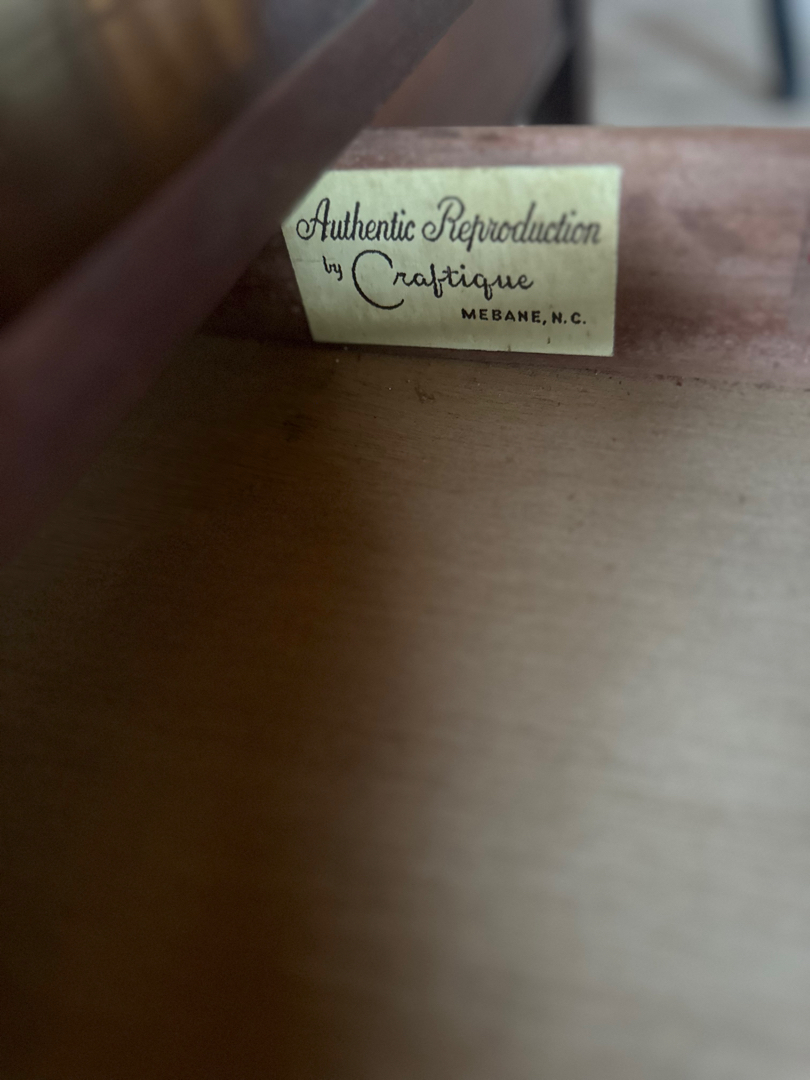 Authentic Reproduction
by Craftique
MEBANE, N.C.